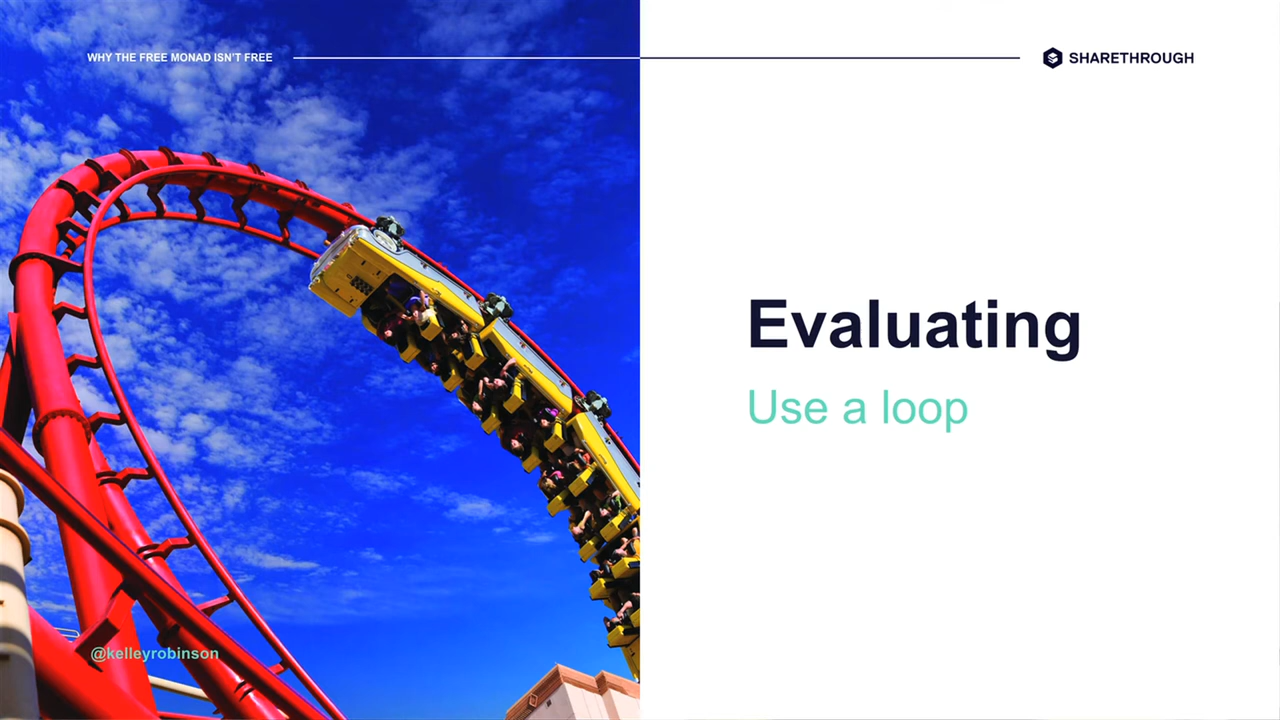 WHY THE FREE MONAD ISN'T FREE
SHARETHROUGH
Evaluating
Use a loop
@kelleyrobinson